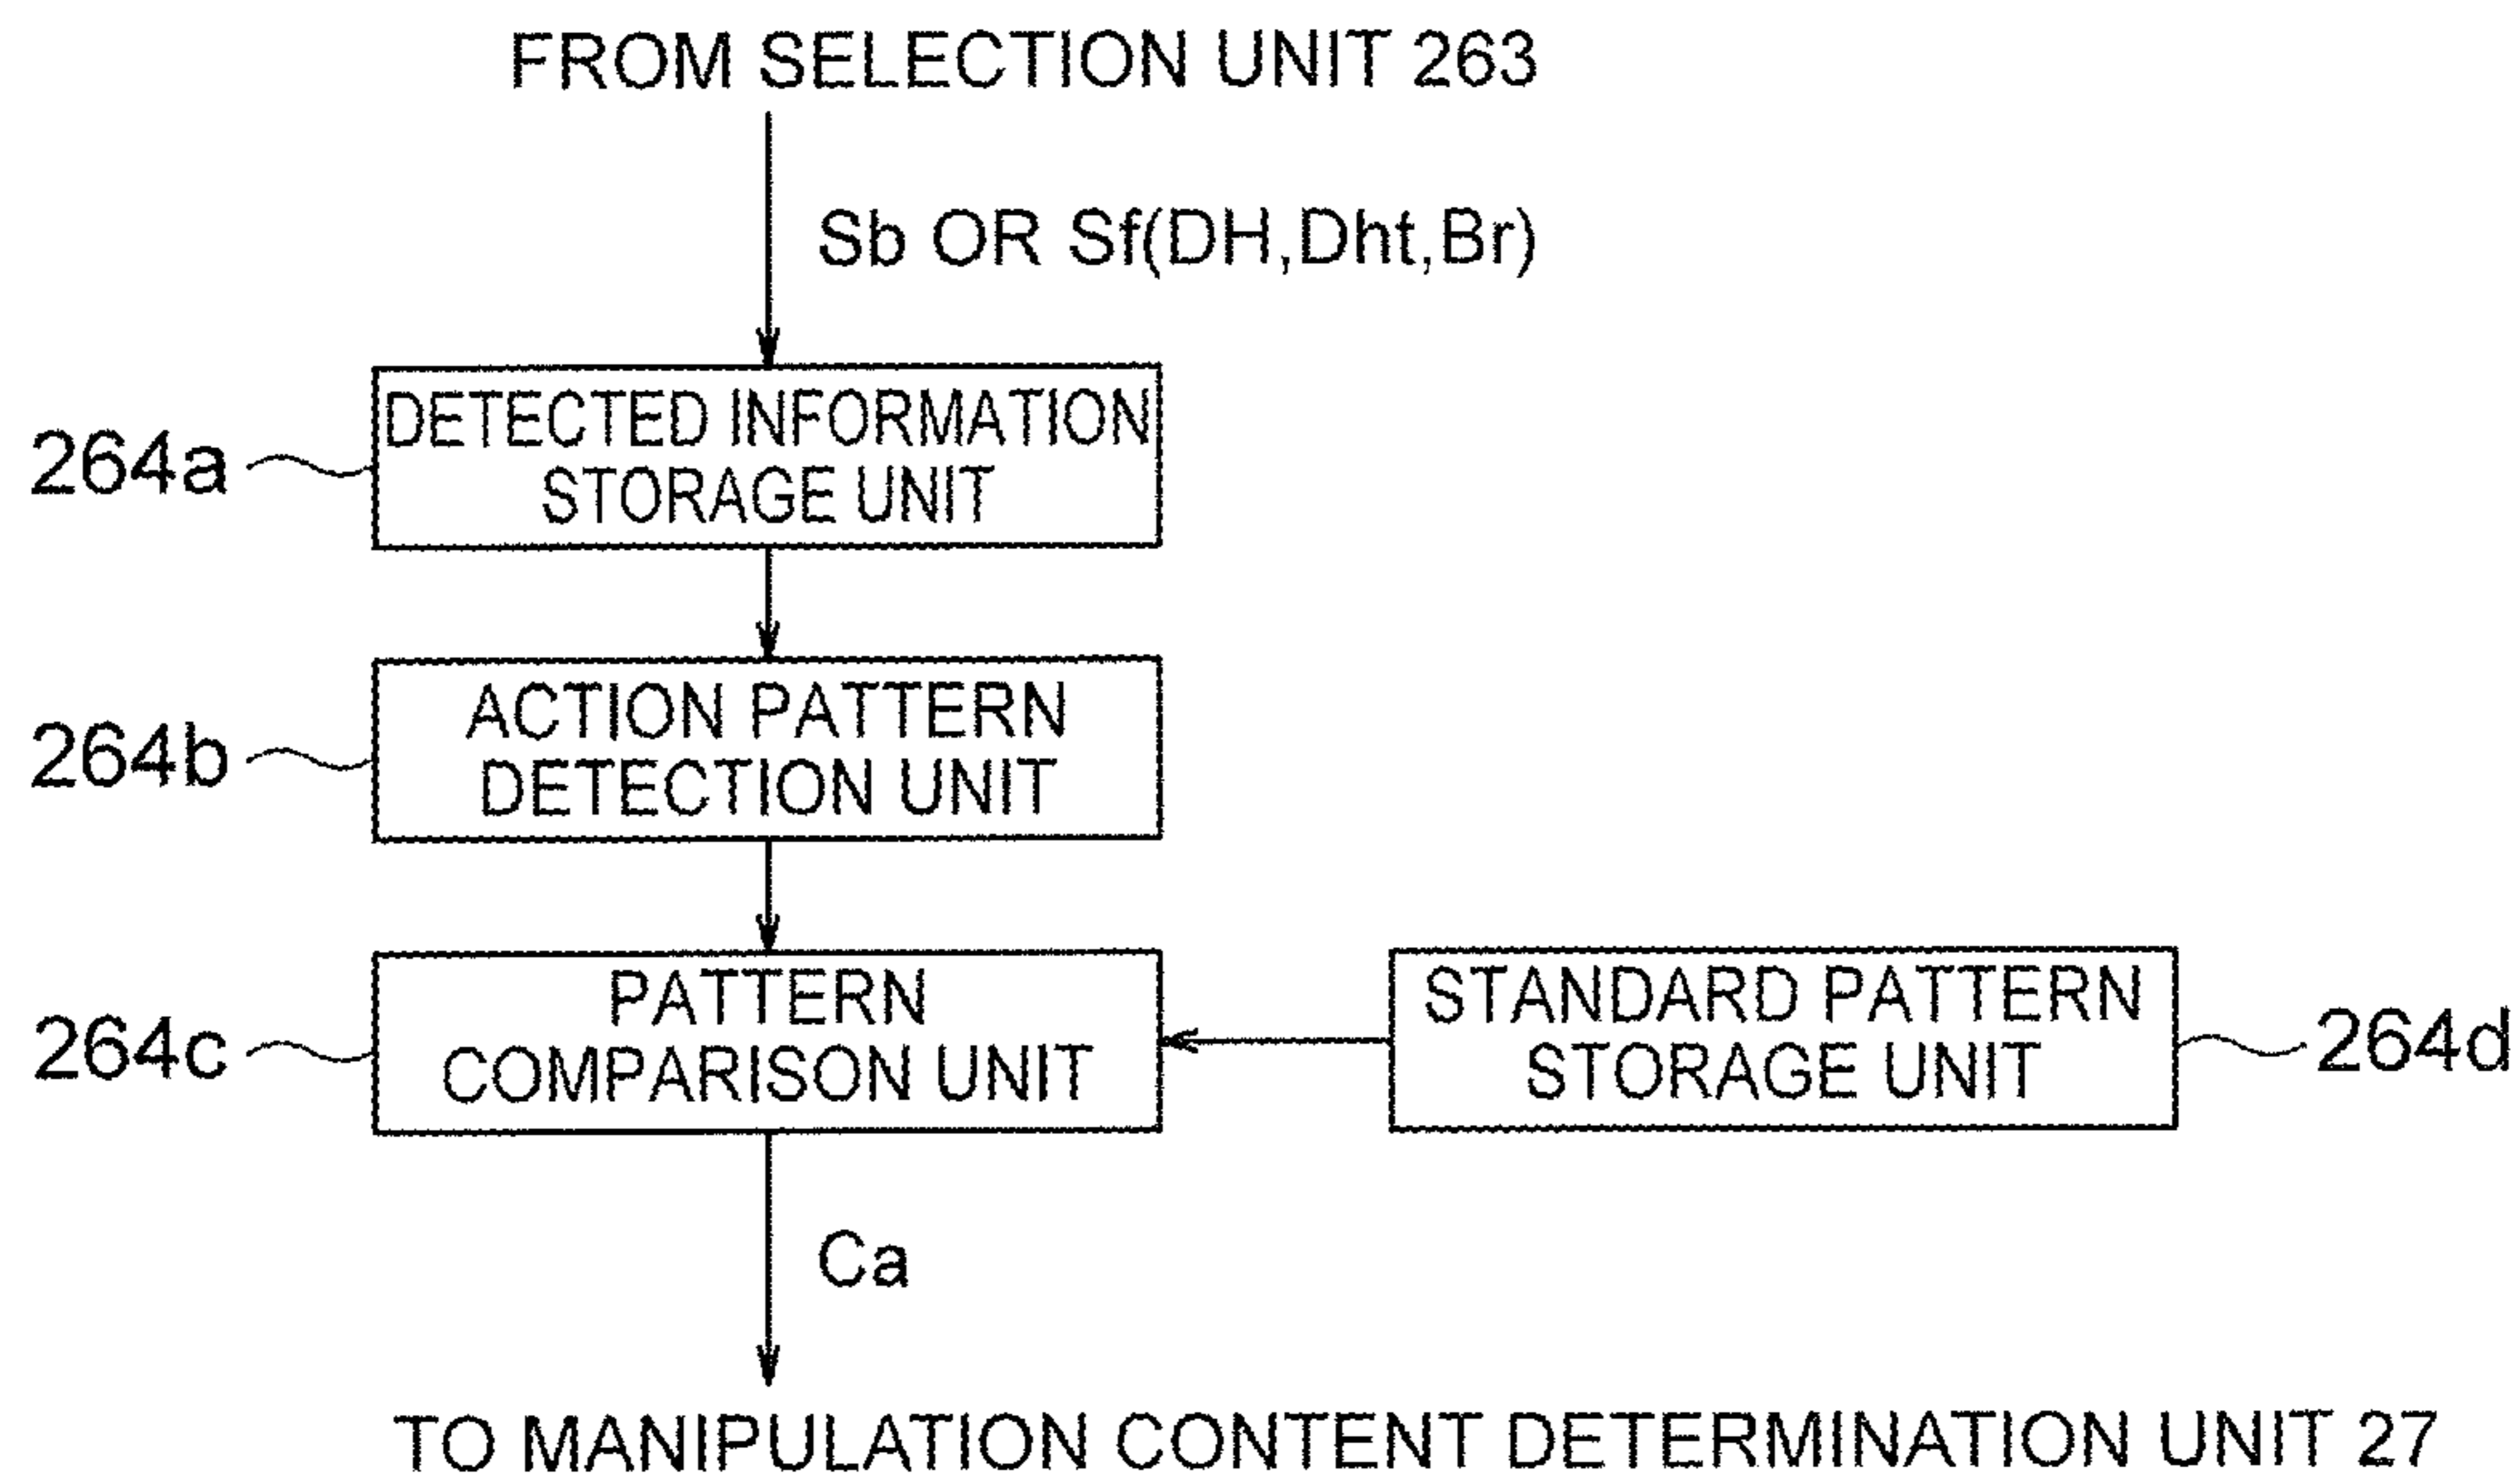 FROM SELECTION UNIT 263
Sb OR Sf(DH,Dht,Br)
264a
DETECTED INFORMATION
STORAGE UNIT
264b
ACTION PATTERN
DETECTION UNIT
264c
PATTERN
COMPARISON UNIT
STANDARD PATTERN
STORAGE UNIT
264d
Ca
TO MANIPULATION CONTENT DETERMINATION UNIT 27